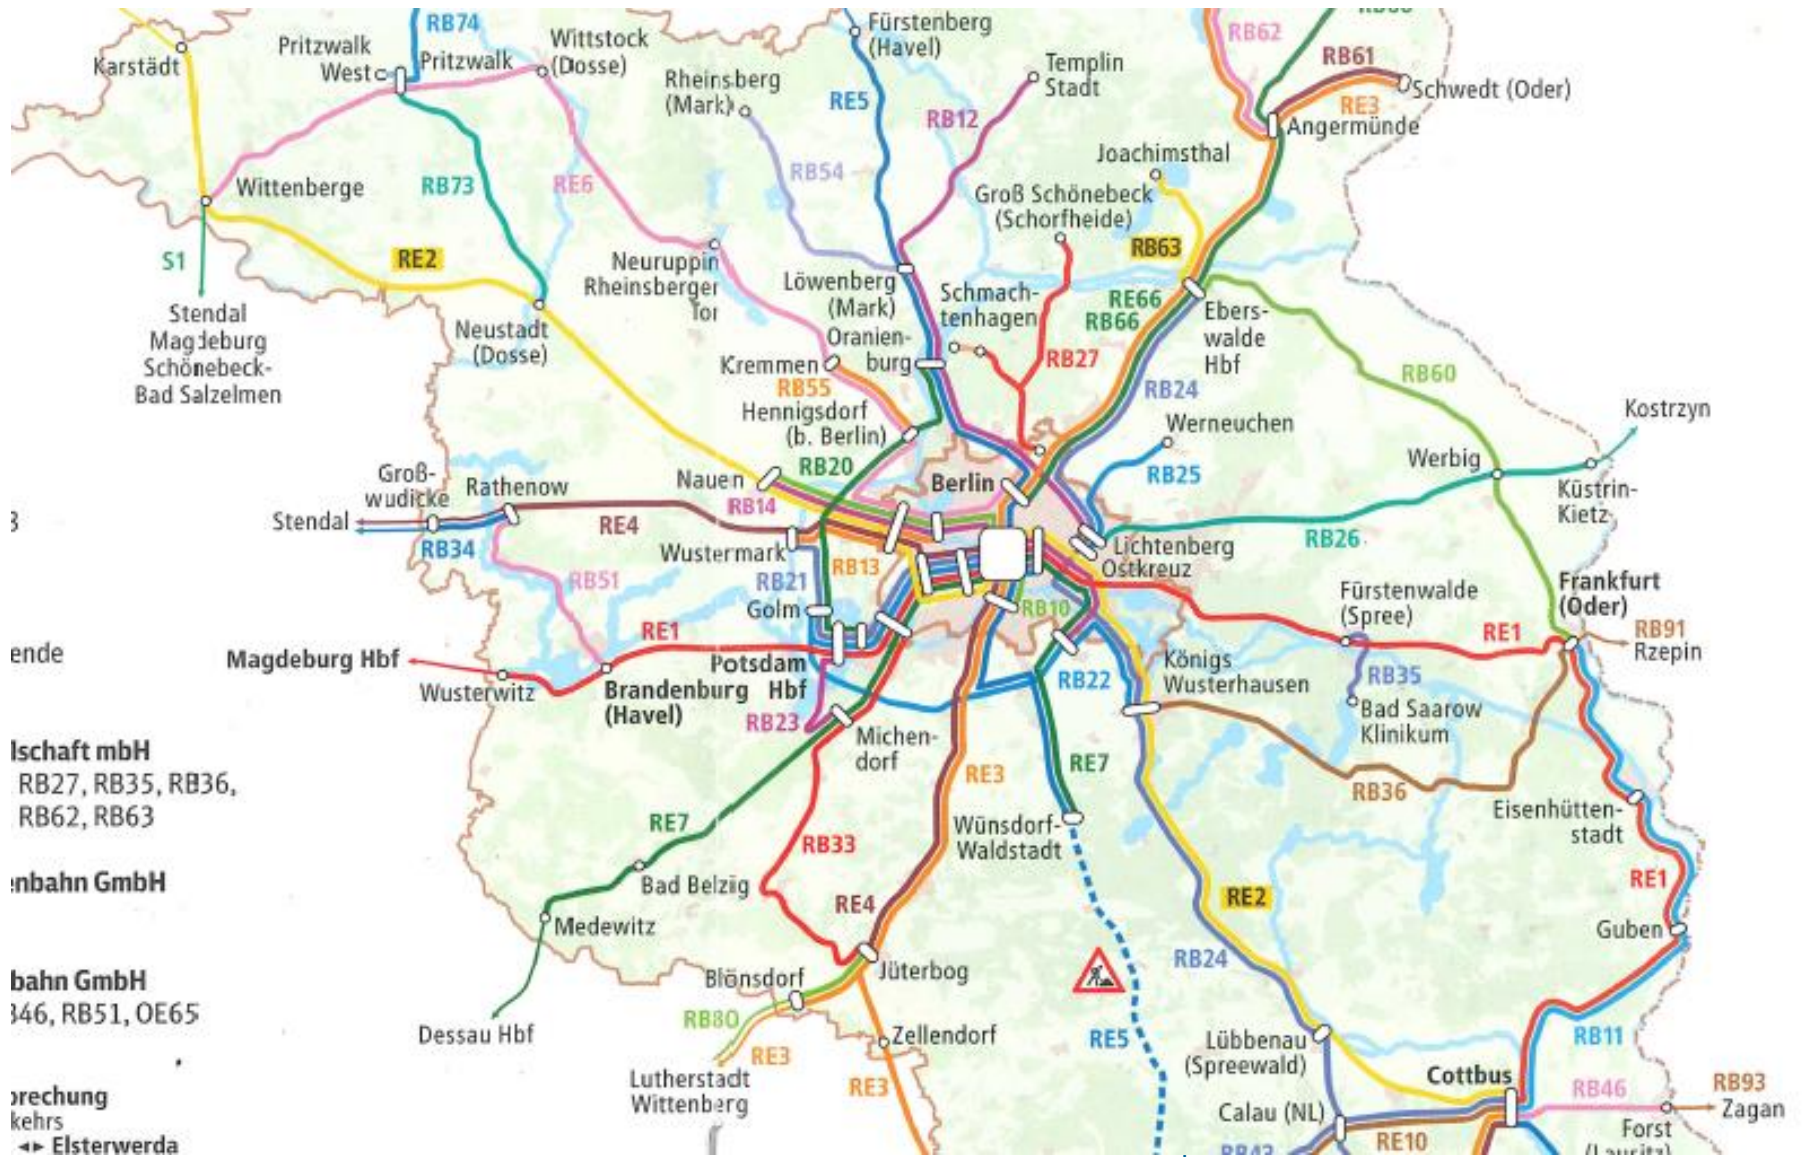 RB74
Fürstenberg
(Havel)
RB62
Pritzwalk
West
Pritzwalk
Wittstock
(Dosse)
Karstädt
Rheinsberg
(Mark)
RE5
Templin
Stadt
RB12
RB61
Schwedt (Oder)
RE3
Angermünde
Joachimsthal
Wittenberge
RB73
RE6
RB54
Groß Schönebeck
(Schorfheide)
RB63
S1
RE2
Neuruppin
Rheinsberger
Tor
Löwenberg
(Mark)
Schmach-
tenhagen
RE66
RB66
Ebers-
walde
Hbf
Stendal
Magdeburg
Schönebeck-
Bad Salzelmen
Neustadt
(Dosse)
Oranien-
burg
Kremmen
RB55
RB27
RB24
RB60
Hennigsdorf
(b. Berlin)
Werneuchen
Kostrzyn
RB25
Werbig
Küstrin-
Kietz
Groß-
wudicke
Rathenow
Nauen
RB20
Berlin
RB14
Stendal
RE4
RB34
Wustermark
RB26
Lichtenberg
Ostkreuz
RB51
RB21
RB13
Golm
RB10
Fürstenwalde
(Spree)
Frankfurt
(Oder)
RE1
RE1
RB91
Rzepin
ende
Magdeburg Hbf
Wusterwitz
Brandenburg
(Havel)
Potsdam
Hbf
RB22
Königs
Wusterhausen
RB35
Bad Saarow
Klinikum
RB23
Michen-
dorf
RE3
RE7
RB36
Eisenhütten-
stadt
lschaft mbH
RB27, RB35, RB36,
RB62, RB63
RE7
RB33
Wünsdorf-
Waldstadt
enbahn GmbH
Bad Belzig
RE4
RE2
RE1
Medewitz
Guben
RB24
bahn GmbH
346, RB51, OE65
Blönsdorf
Jüterbog
RB80
RE3
Dessau Hbf
Zellendorf
RE5
Lübbenau
(Spreewald)
RB11
Lutherstadt
Wittenberg
RE3
Cottbus
RB46
RB93
Zagan
Calau (NL)
RE10
Forst
(Lausitz)
RB43
prechung
kehrs
◄► Elsterwerda